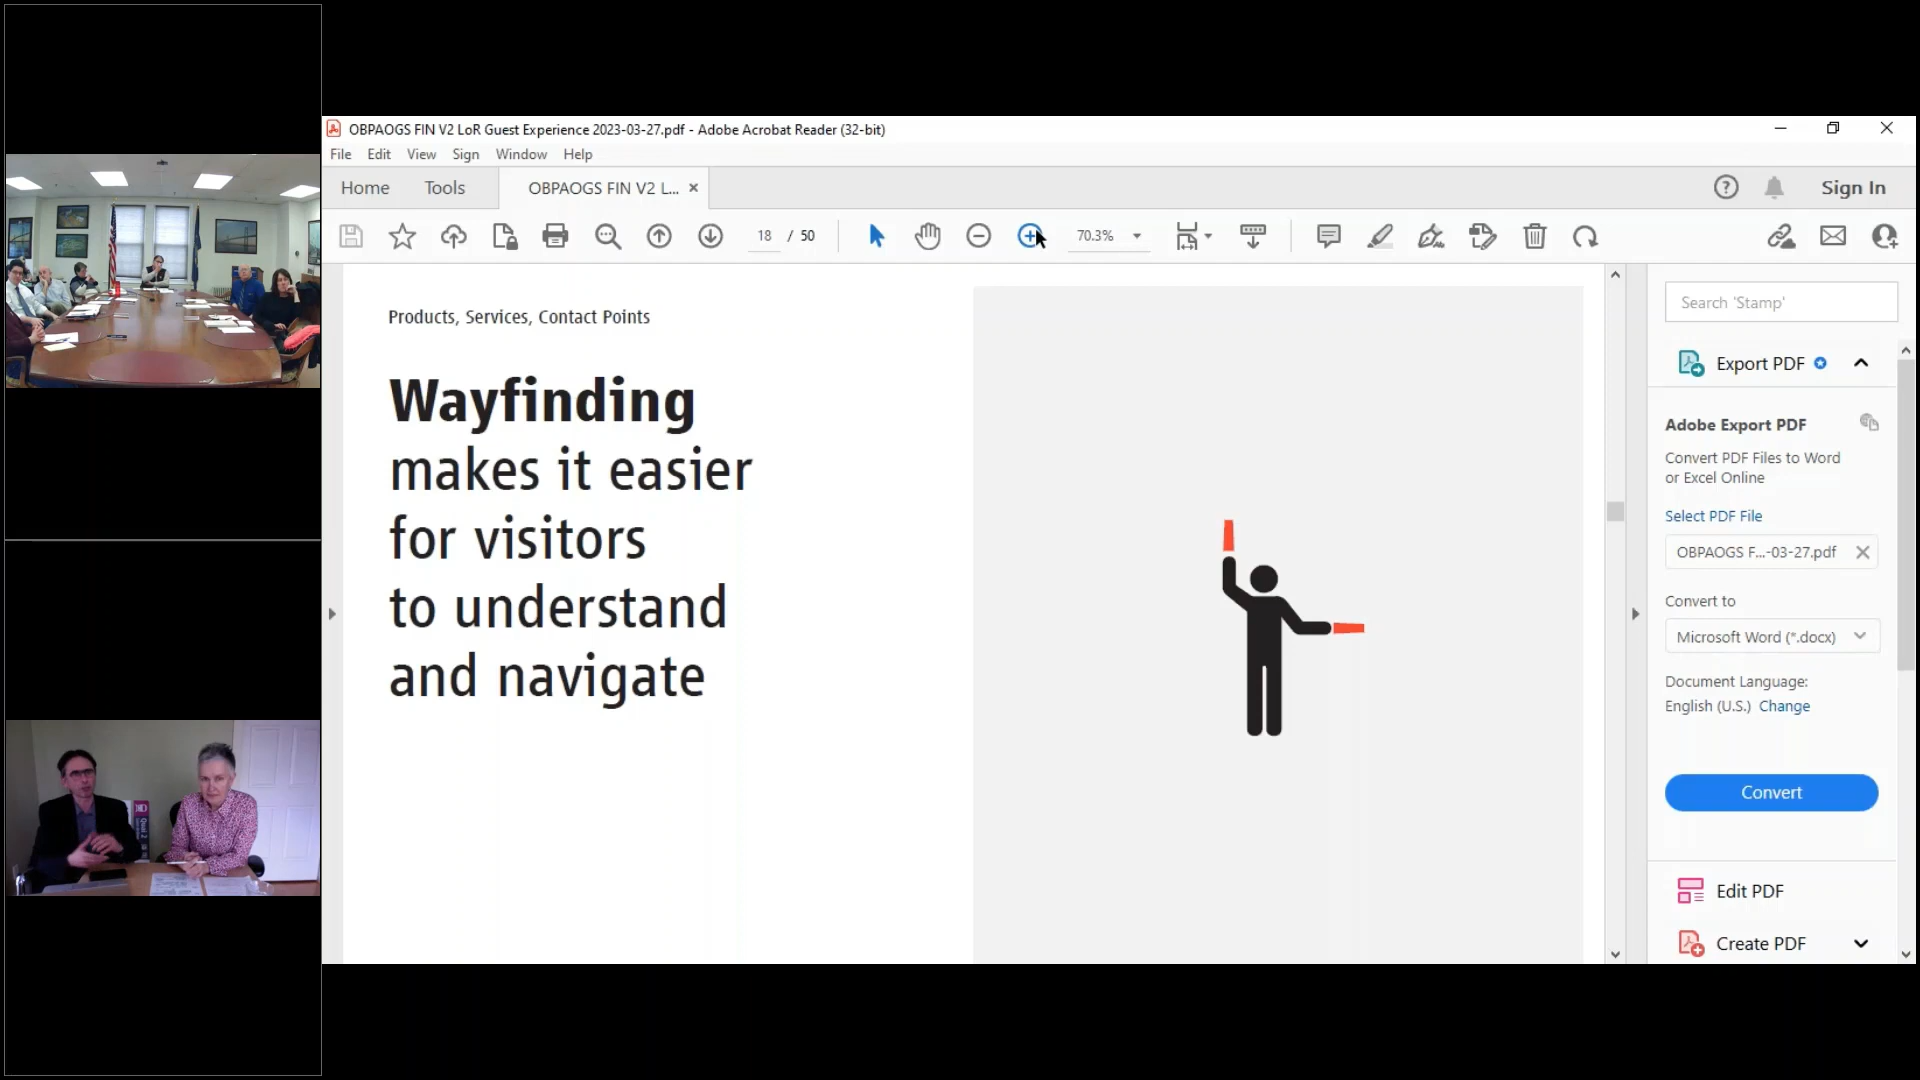 OBPAOGS FIN V2 LoR Guest Experience 2023-03-27.pdf - Adobe Acrobat Reader (32-bit)
File Edit View Sign Window Help
Home Tools OBPAOGS FIN V2 L... Sign In
18 / 50 70.3%
Products, Services, Contact Points
Wayfinding
makes it easier
for visitors
to understand
and navigate
Search 'Stamp'
Export PDF
Adobe Export PDF
Convert PDF Files to Word
or Excel Online
Select PDF File
OBPAOGS F...-03-27.pdf
Convert to
Microsoft Word (*.docx)
Document Language:
English (U.S.) Change
Convert
Edit PDF
Create PDF
Quai 2